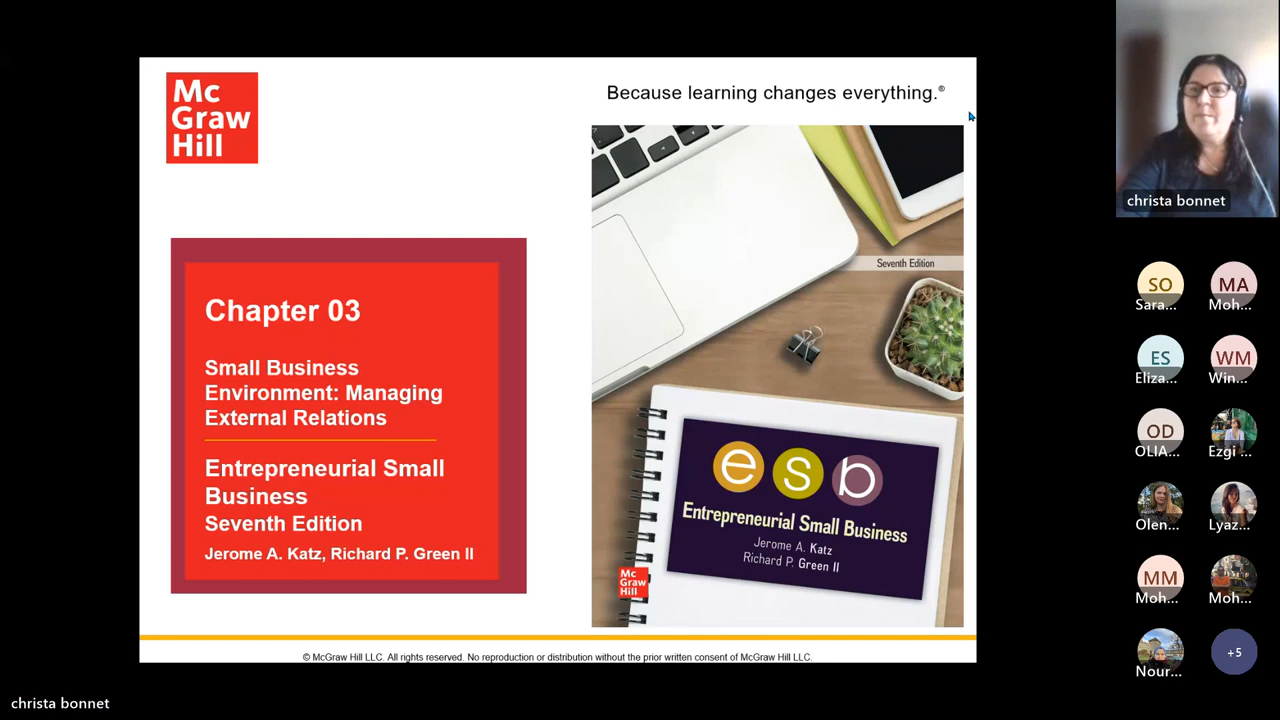 Mc
Graw
Hill
Because learning changes everything.®
Chapter 03
Small Business
Environment: Managing
External Relations
Entrepreneurial Small
Business
Seventh Edition
Jerome A. Katz, Richard P. Green II
Seventh Edition
esb
Entrepreneurial Small Business
Jerome A. Katz
Richard P. Green II
Mc
Graw
Hill
© McGraw Hill LLC. All rights reserved. No reproduction or distribution without the prior written consent of McGraw Hill LLC.
christa bonnet
SO
Sara...
MA
Moh...
ES
Eliza...
WM
Win...
OD
OLIA...
Ezgi ...
Olen...
Lyaz...
MM
Moh...
Moh...
Nour...
+5
christa bonnet